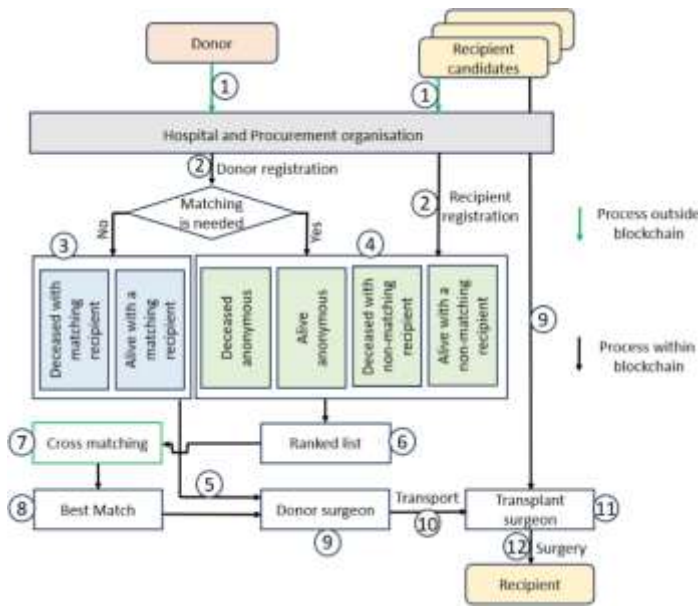 Donor
Recipient
candidates
1
1
Hospital and Procurement organisation
2
Donor registration
Matching
is needed
2
Recipient
registration
No
Yes
3
4
Deceased with
matching
recipient
Alive with a
matching
recipient
Deceased
anonymous
Alive
anonymous
Deceased with
non-matching
recipient
Alive with a
non-matching
recipient
Process outside
blockchain
9
Process within
blockchain
7
Cross matching
Ranked list
6
5
8
Best Match
Donor surgeon
9
Transport
10
Transplant
surgeon
11
12
Surgery
Recipient